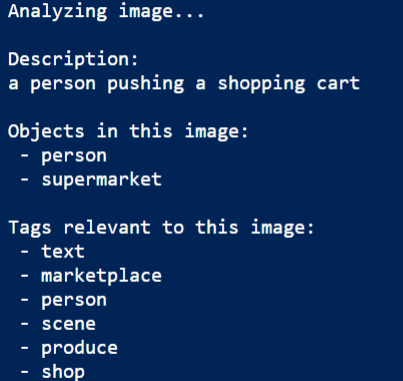 Analyzing image...
Description:
a person pushing a shopping cart
Objects in this image:
- person
- supermarket
Tags relevant to this image:
- text
- marketplace
- person
- scene
- produce
- shop